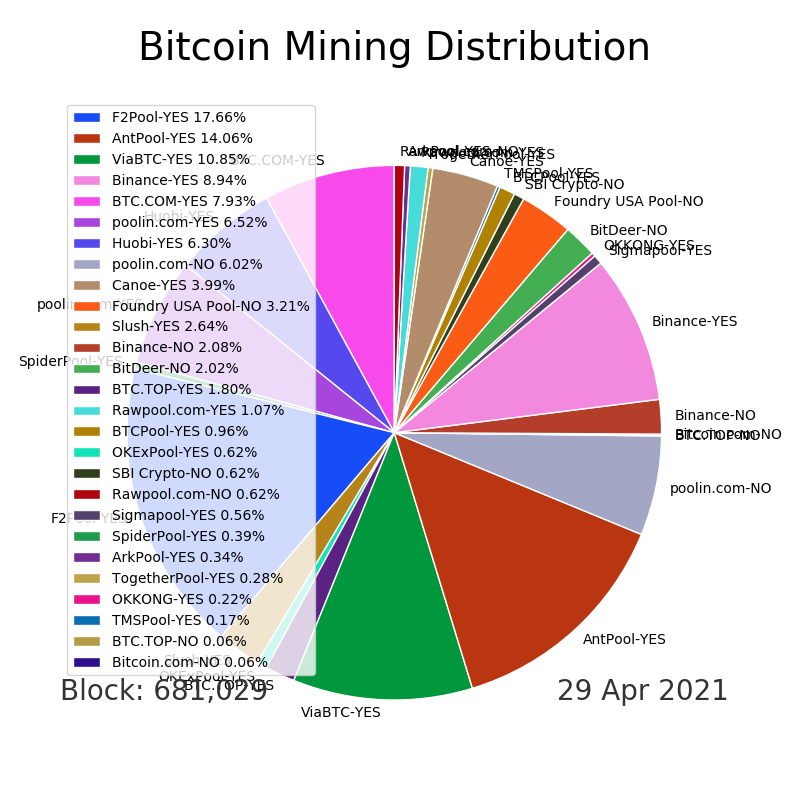 Bitcoin Mining Distribution
F2Pool-YES 17.66%
AntPool-YES 14.06%
ViaBTC-YES 10.85%
Binance-YES 8.94%
BTC.COM-YES 7.93%
poolin.com-YES 6.52%
Huobi-YES 6.30%
poolin.com-NO 6.02%
Canoe-YES 3.99%
Foundry USA Pool-NO 3.21%
Slush-YES 2.64%
Binance-NO 2.08%
BitDeer-NO 2.02%
BTC.TOP-YES 1.80%
Rawpool.com-YES 1.07%
BTCPool-YES 0.96%
OKExPool-YES 0.62%
SBI Crypto-NO 0.62%
Rawpool.com-NO 0.62%
Sigmapool-YES 0.56%
SpiderPool-YES 0.39%
ArkPool-YES 0.34%
TogetherPool-YES 0.28%
OKKONG-YES 0.22%
TMSPool-YES 0.17%
BTC.TOP-NO 0.06%
Bitcoin.com-NO 0.06%
Canoe-YES
TMSPool-YES
BTCPool-YES
SBI Crypto-NO
Foundry USA Pool-NO
BitDeer-NO
OKKONG-YES
Sigmapool-YES
Binance-YES
Binance-NO
poolin.com-NO
AntPool-YES
ViaBTC-YES
BTC.TOP-YES
OKExPool-YES
Slush-YES
SpiderPool-YES
Huobi-YES
Block: 681,029
29 Apr 2021